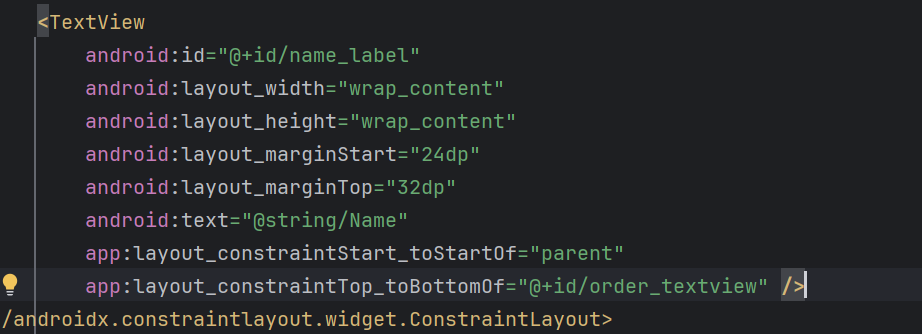 <TextView
android:id="@+id/name_label"
android:layout_width="wrap_content"
android:layout_height="wrap_content"
android:layout_marginStart="24dp"
android:layout_marginTop="32dp"
android:text="@string/Name"
app:layout_constraintStart_toStartOf="parent"
app:layout_constraintTop_toBottomOf="@+id/order_textview" />
/androidx.constraintlayout.widget.ConstraintLayout>